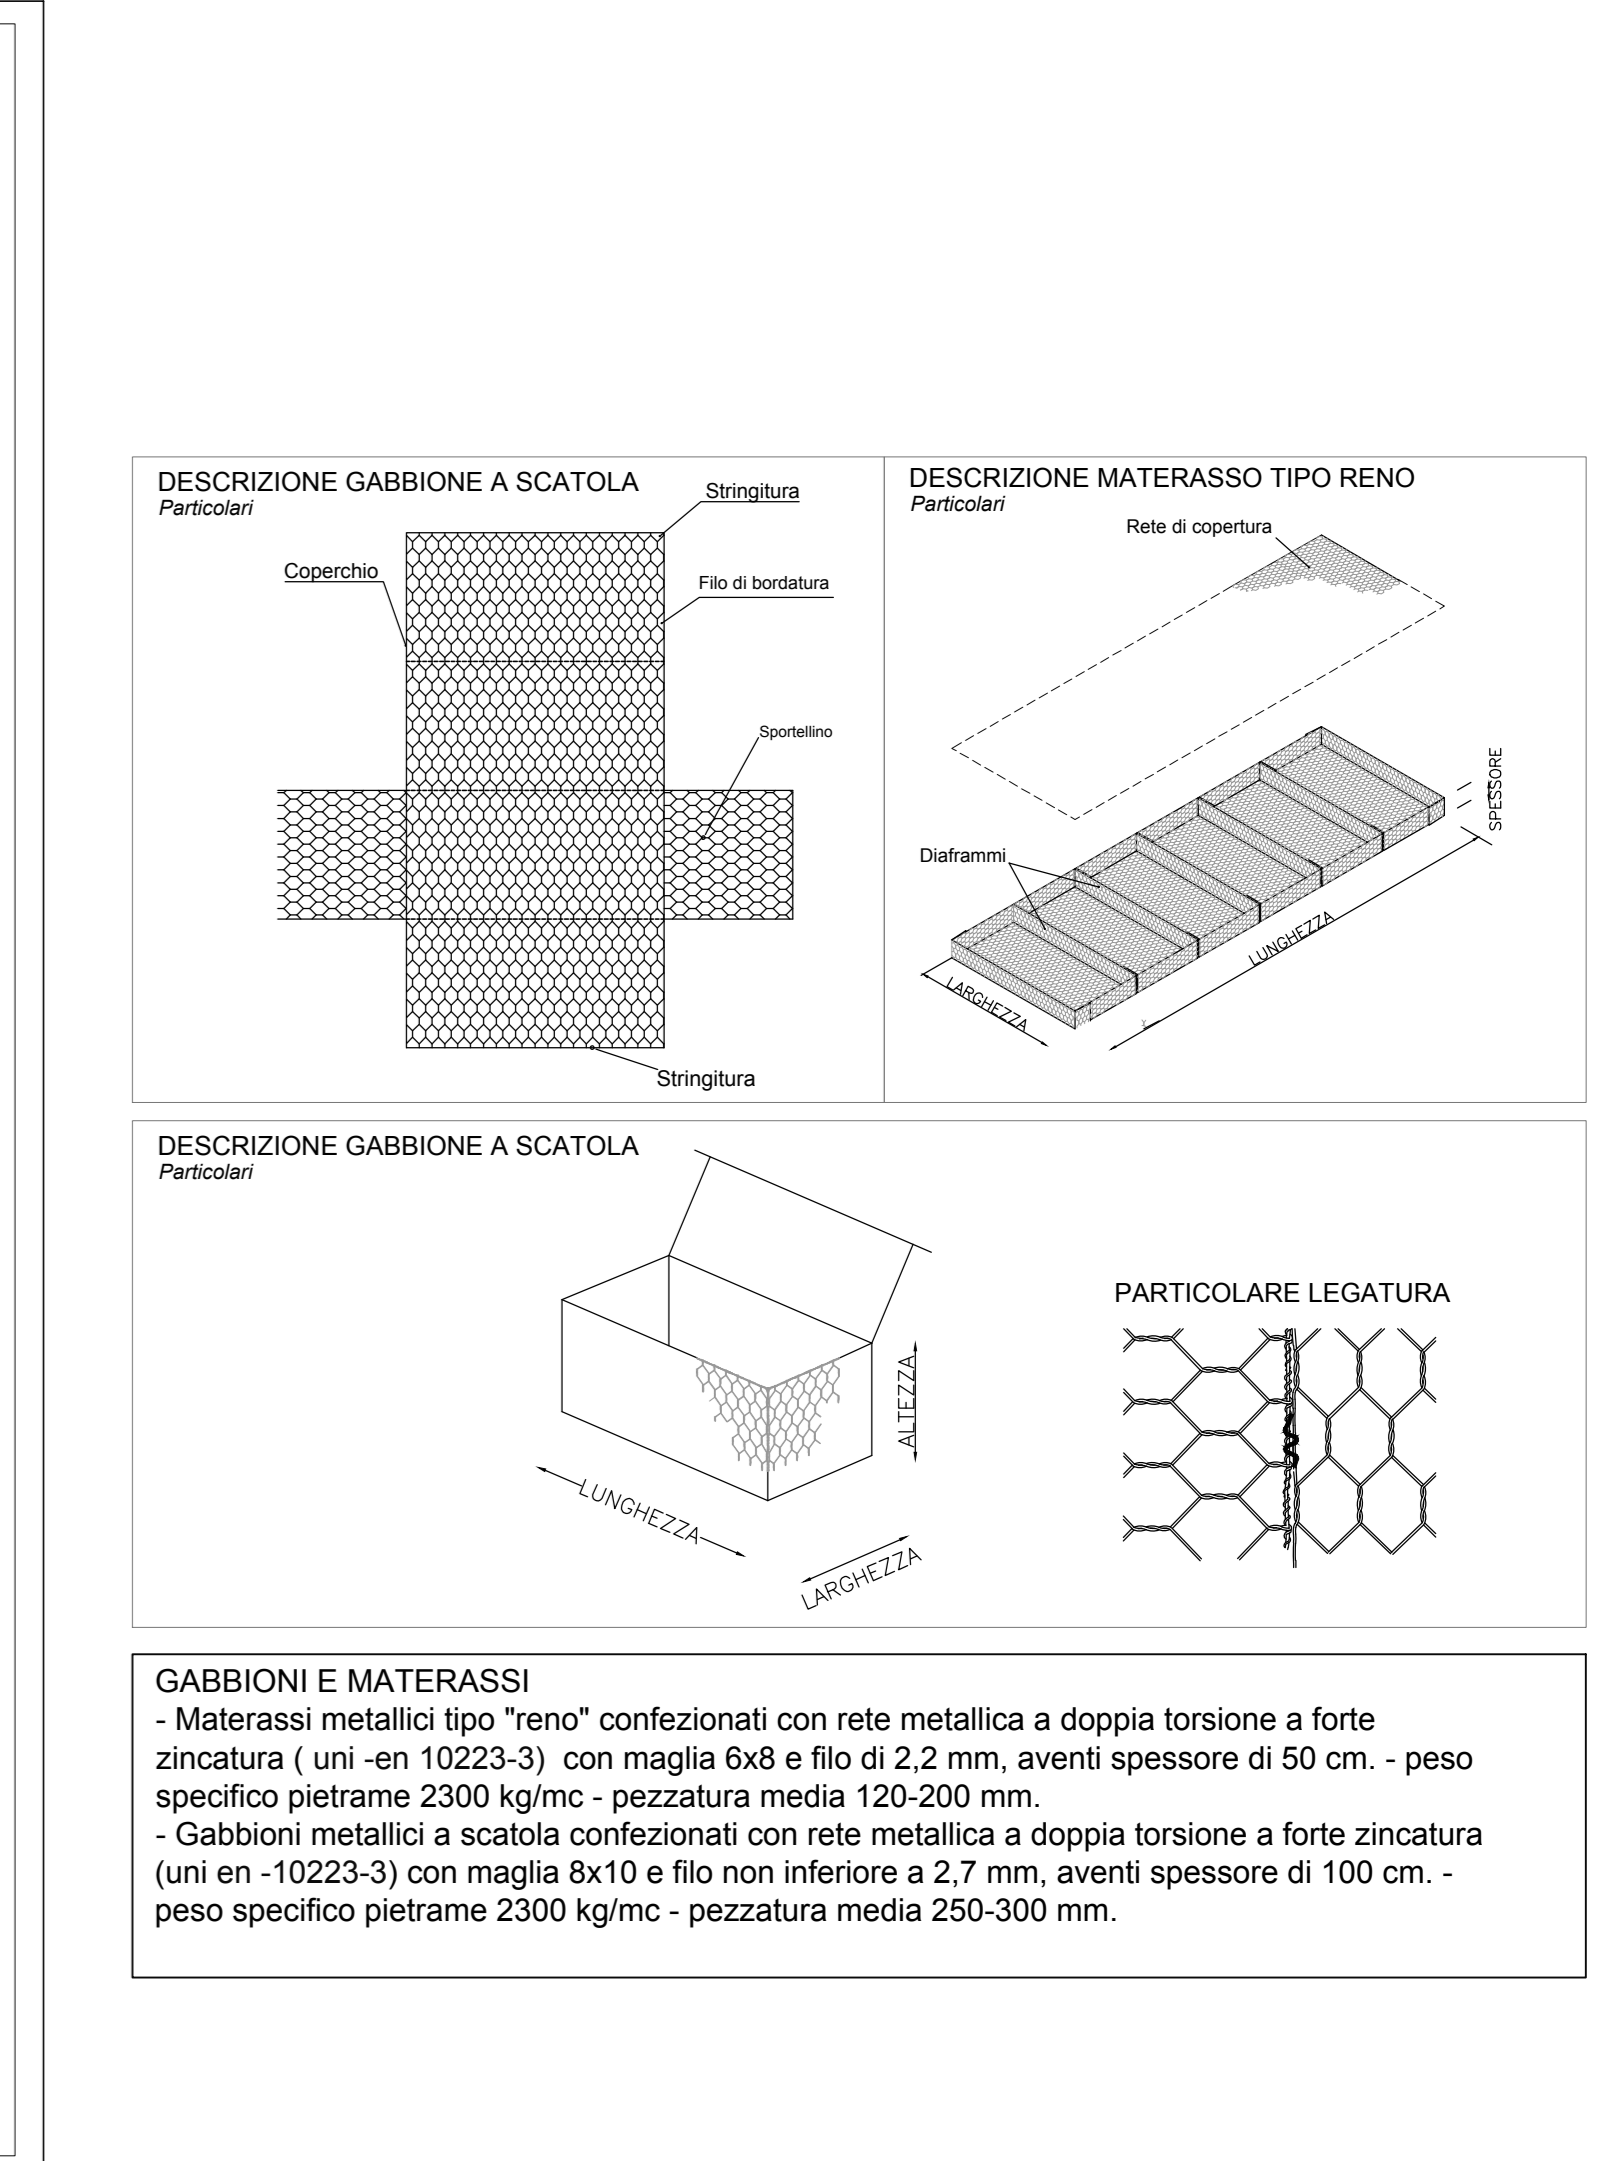 DESCRIZIONE GABBIONE A SCATOLA
Particolari
Stringitura
Coperchio
Filo di bordatura
Sportellino
Stringitura
DESCRIZIONE MATERASSO TIPO RENO
Particolari
Rete di copertura
SPESSORE
Diaframmi
LUNGHEZZA
LARGHEZZA
DESCRIZIONE GABBIONE A SCATOLA
Particolari
ALTEZZA
LUNGHEZZA
LARGHEZZA
PARTICOLARE LEGATURA
GABBIONI E MATERASSI
- Materassi metallici tipo "reno" confezionati con rete metallica a doppia torsione a forte
zincatura ( uni -en 10223-3)  con maglia 6x8 e filo di 2,2 mm, aventi spessore di 50 cm. - peso
specifico pietrame 2300 kg/mc - pezzatura media 120-200 mm.
- Gabbioni metallici a scatola confezionati con rete metallica a doppia torsione a forte zincatura
(uni en -10223-3) con maglia 8x10 e filo non inferiore a 2,7 mm, aventi spessore di 100 cm. -
peso specifico pietrame 2300 kg/mc - pezzatura media 250-300 mm.